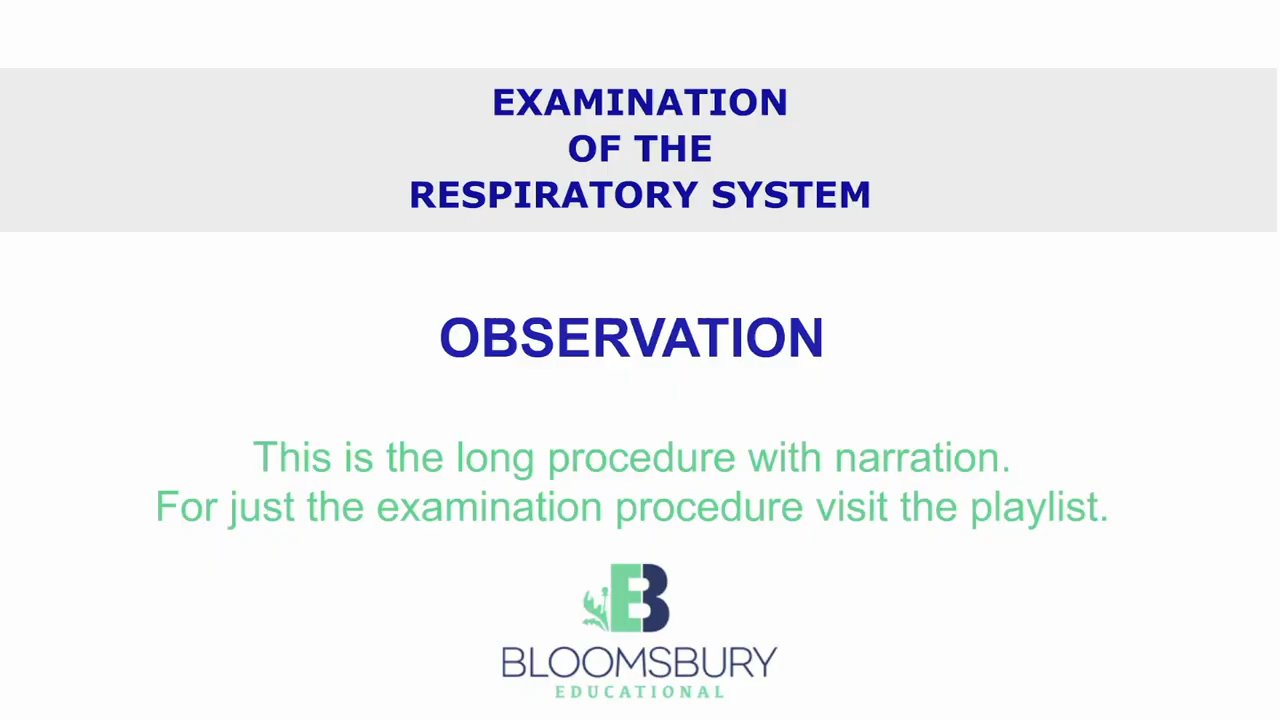 EXAMINATION
OF THE
RESPIRATORY SYSTEM
OBSERVATION
This is the long procedure with narration.
For just the examination procedure visit the playlist.
EB
BLOOMSBURY
EDUCATIONAL